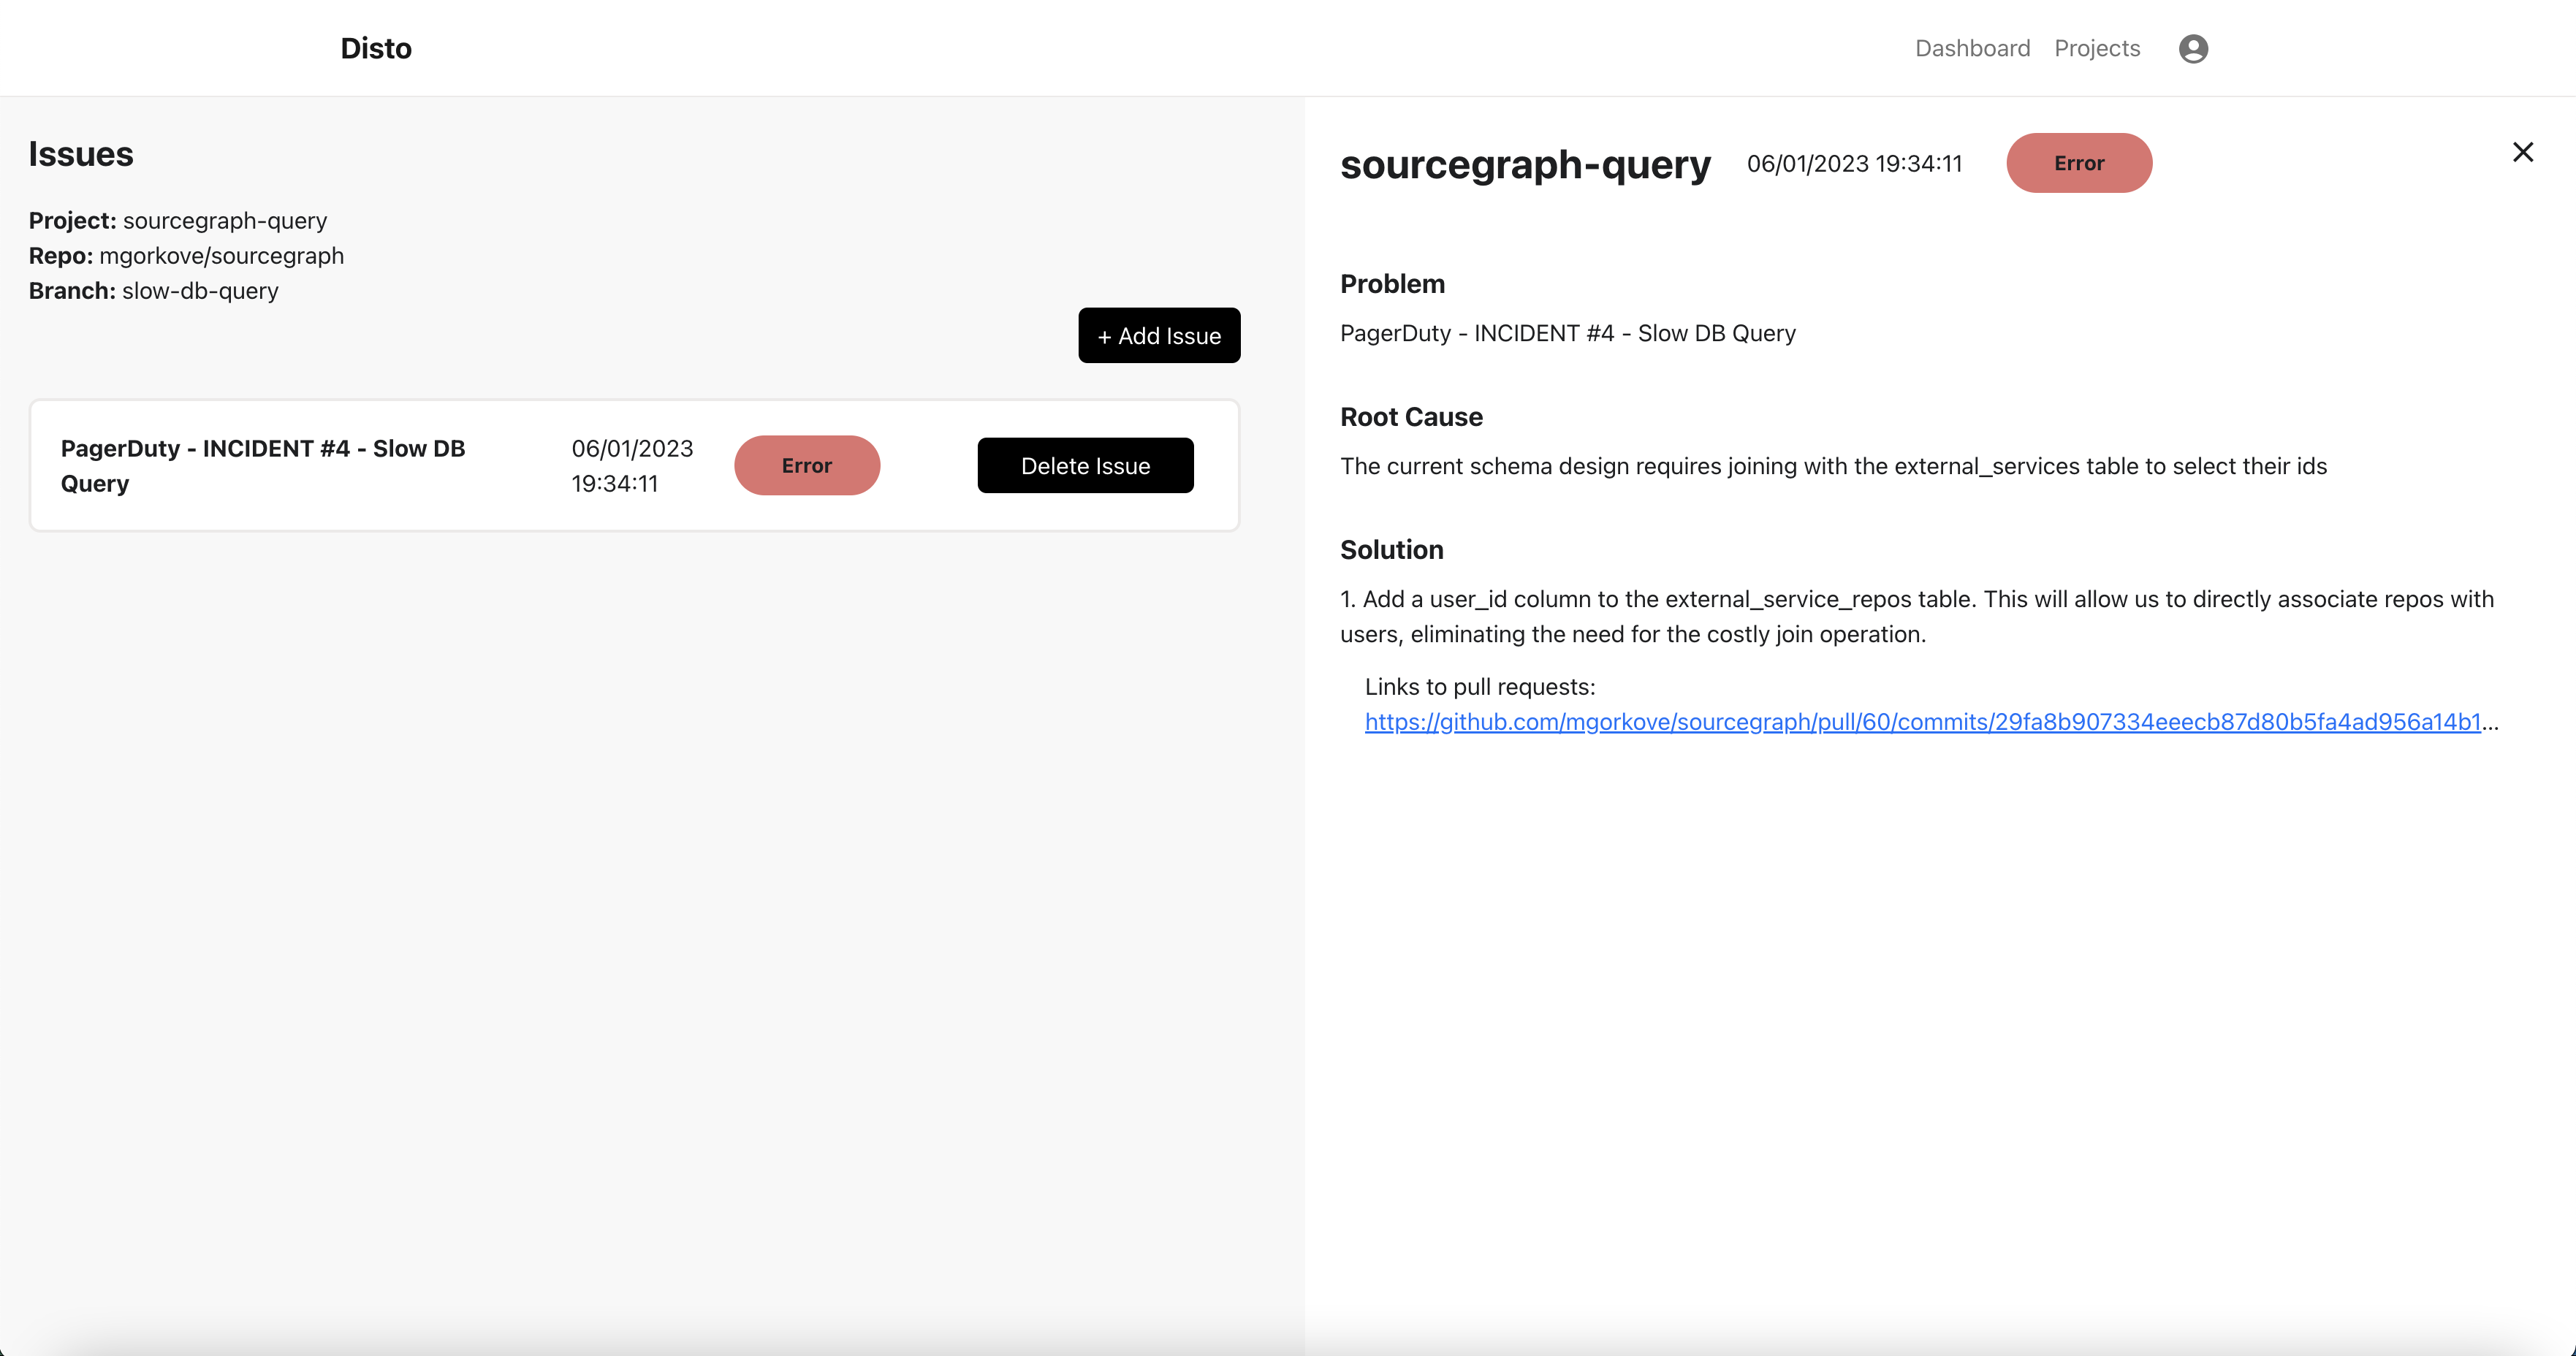 Disto
Dashboard
Projects
Issues
Project: sourcegraph-query
Repo: mgorkove/sourcegraph
Branch: slow-db-query
+ Add Issue
PagerDuty - INCIDENT #4 - Slow DB
Query
06/01/2023
19:34:11
Error
Delete Issue
sourcegraph-query
06/01/2023 19:34:11
Error
Problem
PagerDuty - INCIDENT #4 - Slow DB Query
Root Cause
The current schema design requires joining with the external_services table to select their ids
Solution
1. Add a user_id column to the external_service_repos table. This will allow us to directly associate repos with
users, eliminating the need for the costly join operation.
Links to pull requests:
https://github.com/mgorkove/sourcegraph/pull/60/commits/29fa8b907334eeecb87d80b5fa4ad956a14b1...